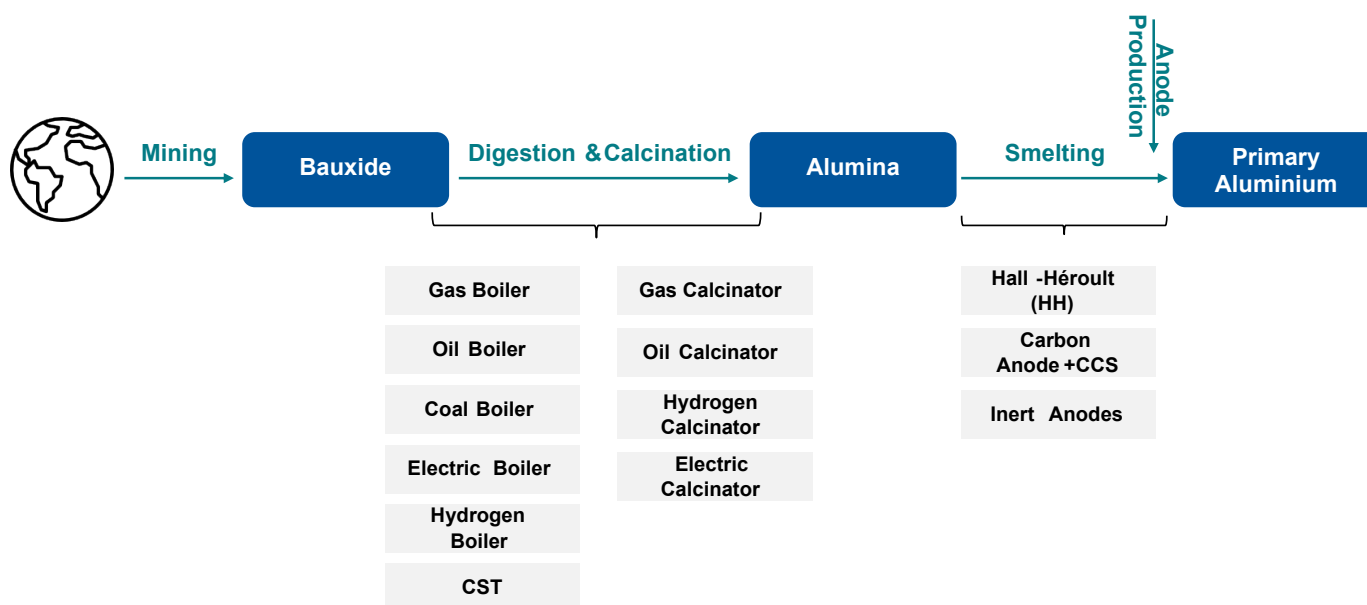 Anode
Production
Mining
Bauxide
Digestion &Calcination
Alumina
Smelting
Primary
Aluminium
Gas Boiler
Oil Boiler
Coal Boiler
Electric Boiler
Hydrogen
Boiler
CST
Gas Calcinator
Oil Calcinator
Hydrogen
Calcinator
Electric
Calcinator
Hall -Héroult
(HH)
Carbon
Anode +CCS
Inert Anodes